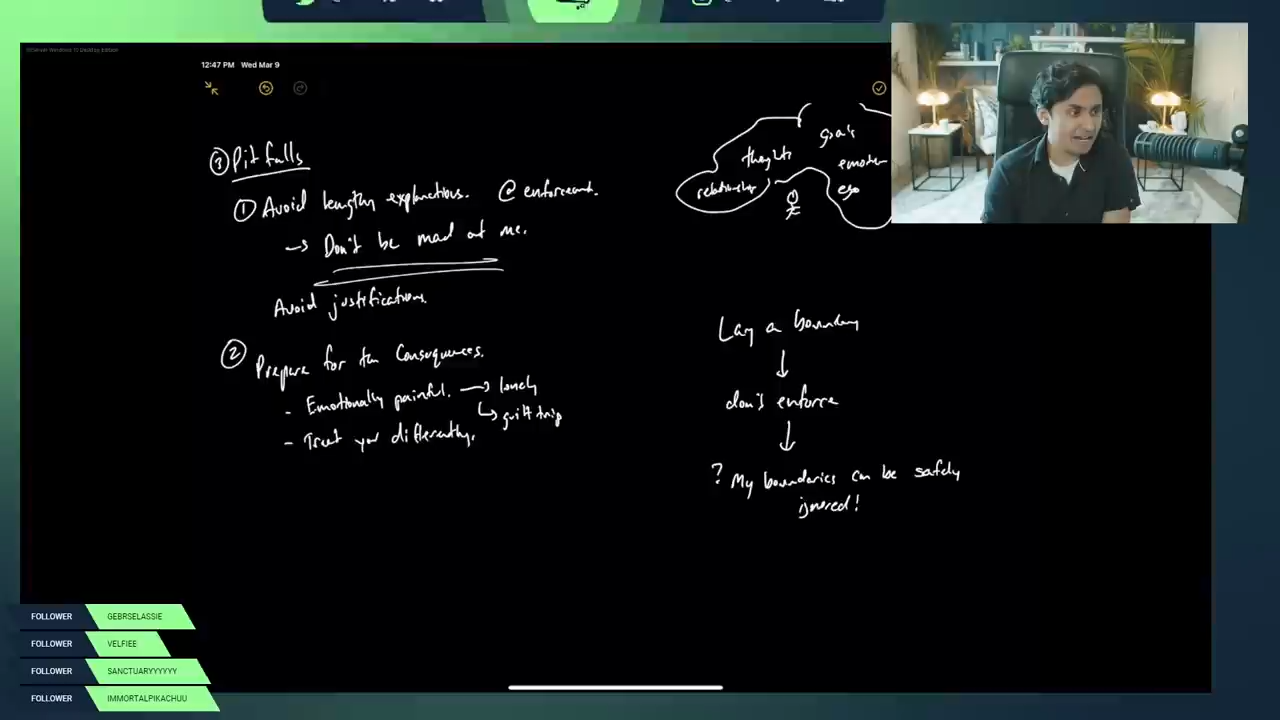 12:47 PM Wed Mar 9
③ Pitfalls
① Avoid lengthy explanations. @ enforcement.
→ Don't be mad at me.
Avoid justifications.
② Prepare for the Consequences.
- Emotionally painful. → lonely
↳ guilt trip
- Treat you differently.
thoughts
goals
emotion
relationship
ego
Lay a boundary
↓
don't enforce
↓
? My boundaries can be safely
ignored!
FOLLOWER GEBRSELASSIE
FOLLOWER VELFIEE
FOLLOWER SANCTUARYYYYYY
FOLLOWER IMMORTALPIKACHUU